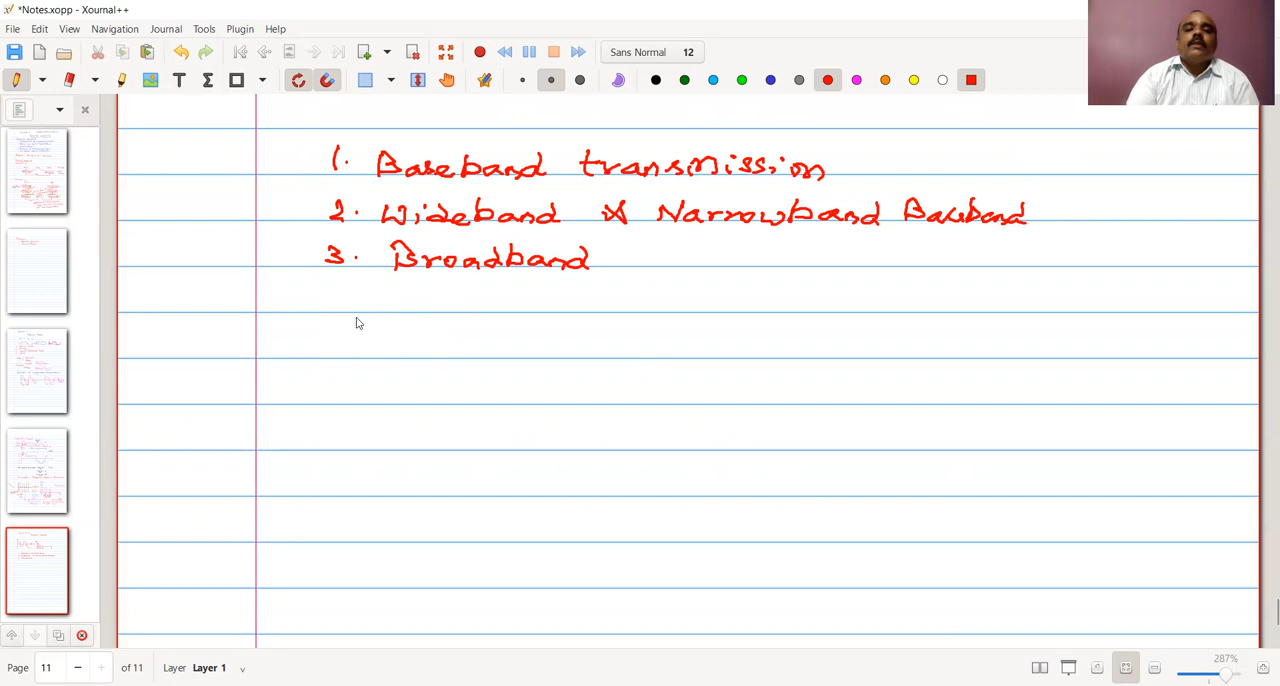 *Notes.xopp - Xournal++
File Edit View Navigation Journal Tools Plugin Help
Sans Normal 12
1. Baseband transmission
2. Wideband & Narrowband Baseband
3. Broadband
Page 11 of 11 Layer Layer 1
287%